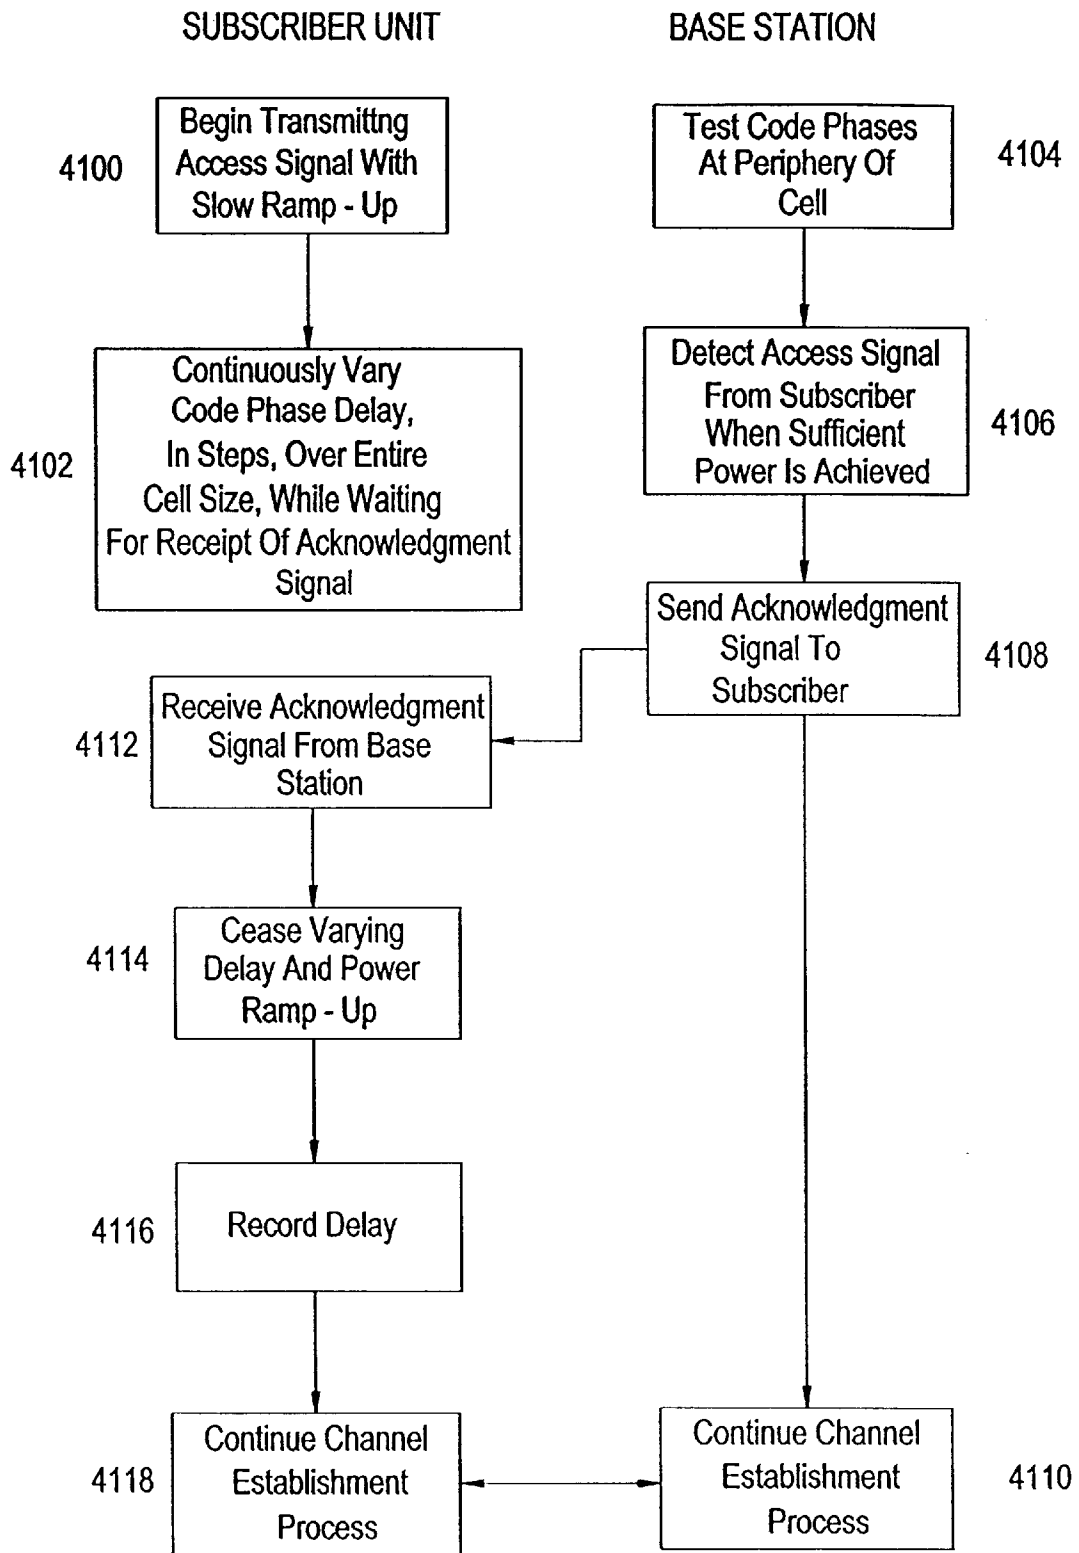 SUBSCRIBER UNIT
BASE STATION
4100
Begin Transmittng
Access Signal With
Slow Ramp - Up
Test Code Phases
At Periphery Of
Cell
4104
4102
Continuously Vary
Code Phase Delay,
In Steps, Over Entire
Cell Size, While Waiting
For Receipt Of Acknowledgment
Signal
Detect Access Signal
From Subscriber
When Sufficient
Power Is Achieved
4106
Send Acknowledgment
Signal To
Subscriber
4108
4112
Receive Acknowledgment
Signal From Base
Station
4114
Cease Varying
Delay And Power
Ramp - Up
4116
Record Delay
4118
Continue Channel
Establishment
Process
Continue Channel
Establishment
Process
4110